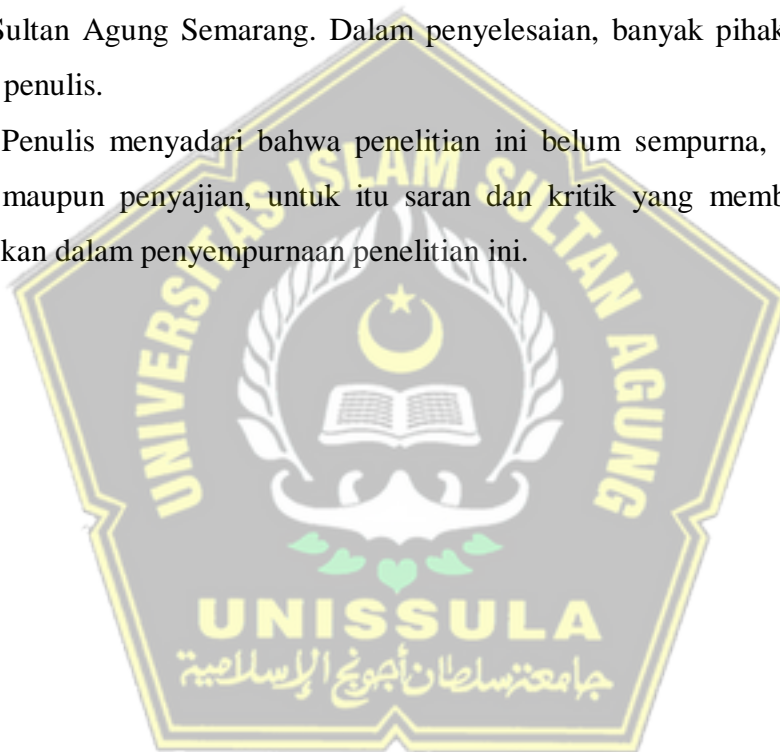 Sultan Agung Semarang. Dalam penyelesaian, banyak pihak
penulis.
Penulis menyadari bahwa penelitian ini belum sempurna,
maupun penyajian, untuk itu saran dan kritik yang memb
kan dalam penyempurnaan penelitian ini.
UNIVERSITAS ISLAM SULTAN AGUNG
UNISSULA
جامعة سلطان أجونج الإسلامية